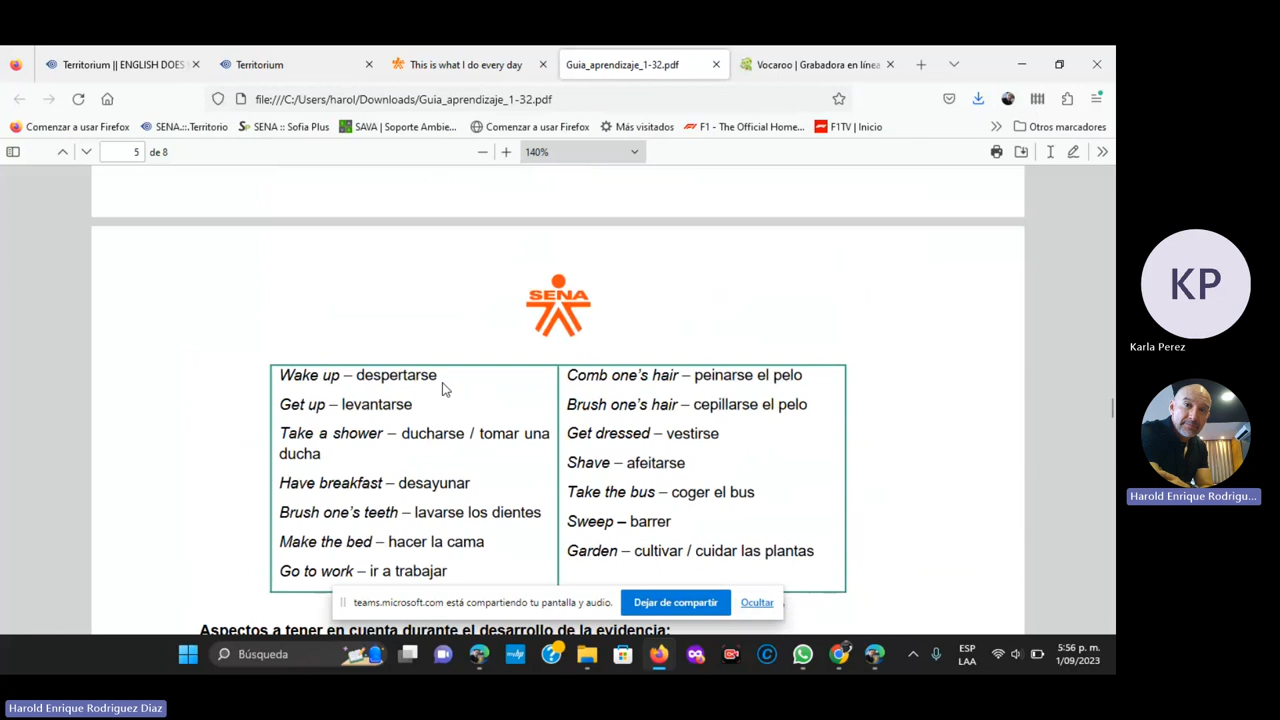 Territorium || ENGLISH DOES
Territorium
This is what I do every day
Guia_aprendizaje_1-32.pdf
Vocaroo | Grabadora en línea
file:///C:/Users/harol/Downloads/Guia_aprendizaje_1-32.pdf
Comenzar a usar Firefox
SENA.::.Territorio
SENA :: Sofia Plus
SAVA | Soporte Ambie...
Comenzar a usar Firefox
Más visitados
F1 - The Official Home...
F1TV | Inicio
Otros marcadores
5 de 8
140%
SENA
Wake up – despertarse
Get up – levantarse
Take a shower – ducharse / tomar una
ducha
Have breakfast – desayunar
Brush one's teeth – lavarse los dientes
Make the bed – hacer la cama
Go to work – ir a trabajar
Comb one's hair – peinarse el pelo
Brush one's hair – cepillarse el pelo
Get dressed – vestirse
Shave – afeitarse
Take the bus – coger el bus
Sweep – barrer
Garden – cultivar / cuidar las plantas
teams.microsoft.com está compartiendo tu pantalla y audio.
Dejar de compartir
Ocultar
Aspectos a tener en cuenta durante el desarrollo de la evidencia:
Búsqueda
ESP
LAA
5:56 p. m.
1/09/2023
KP
Karla Perez
Harold Enrique Rodrigu...
Harold Enrique Rodriguez Diaz